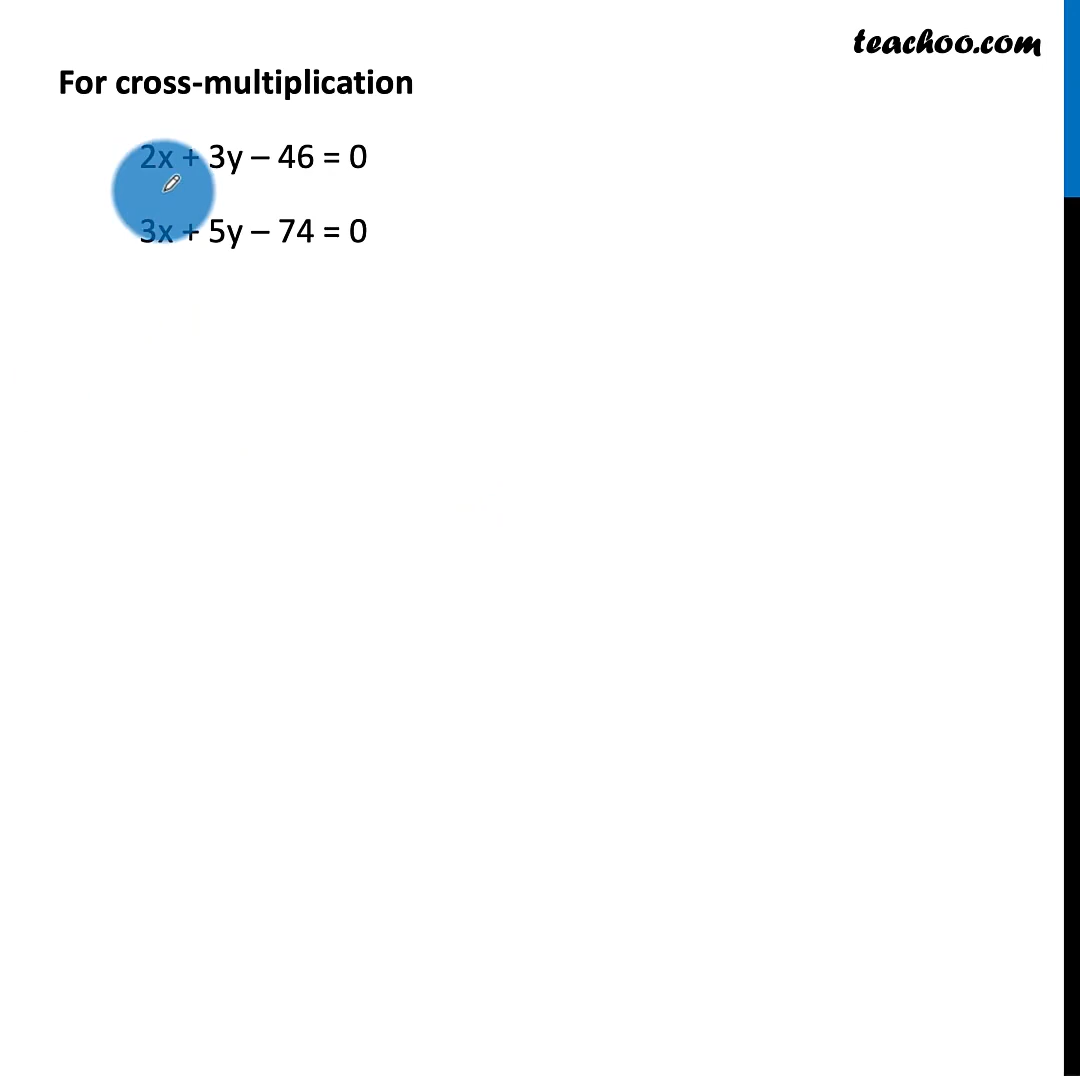 teachoo.com
For cross-multiplication
2x + 3y – 46 = 0
3x + 5y – 74 = 0